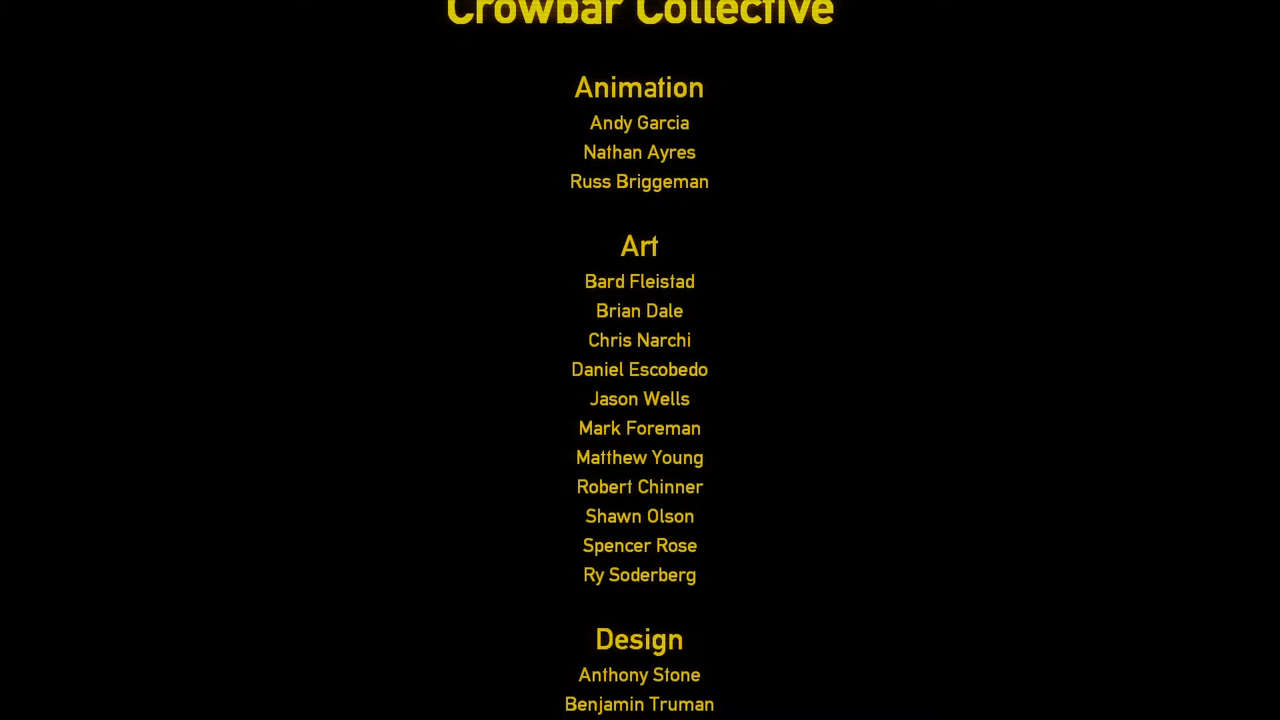 Crowbar Collective
Animation
Andy Garcia
Nathan Ayres
Russ Briggeman
Art
Bard Fleistad
Brian Dale
Chris Narchi
Daniel Escobedo
Jason Wells
Mark Foreman
Matthew Young
Robert Chinner
Shawn Olson
Spencer Rose
Ry Soderberg
Design
Anthony Stone
Benjamin Truman